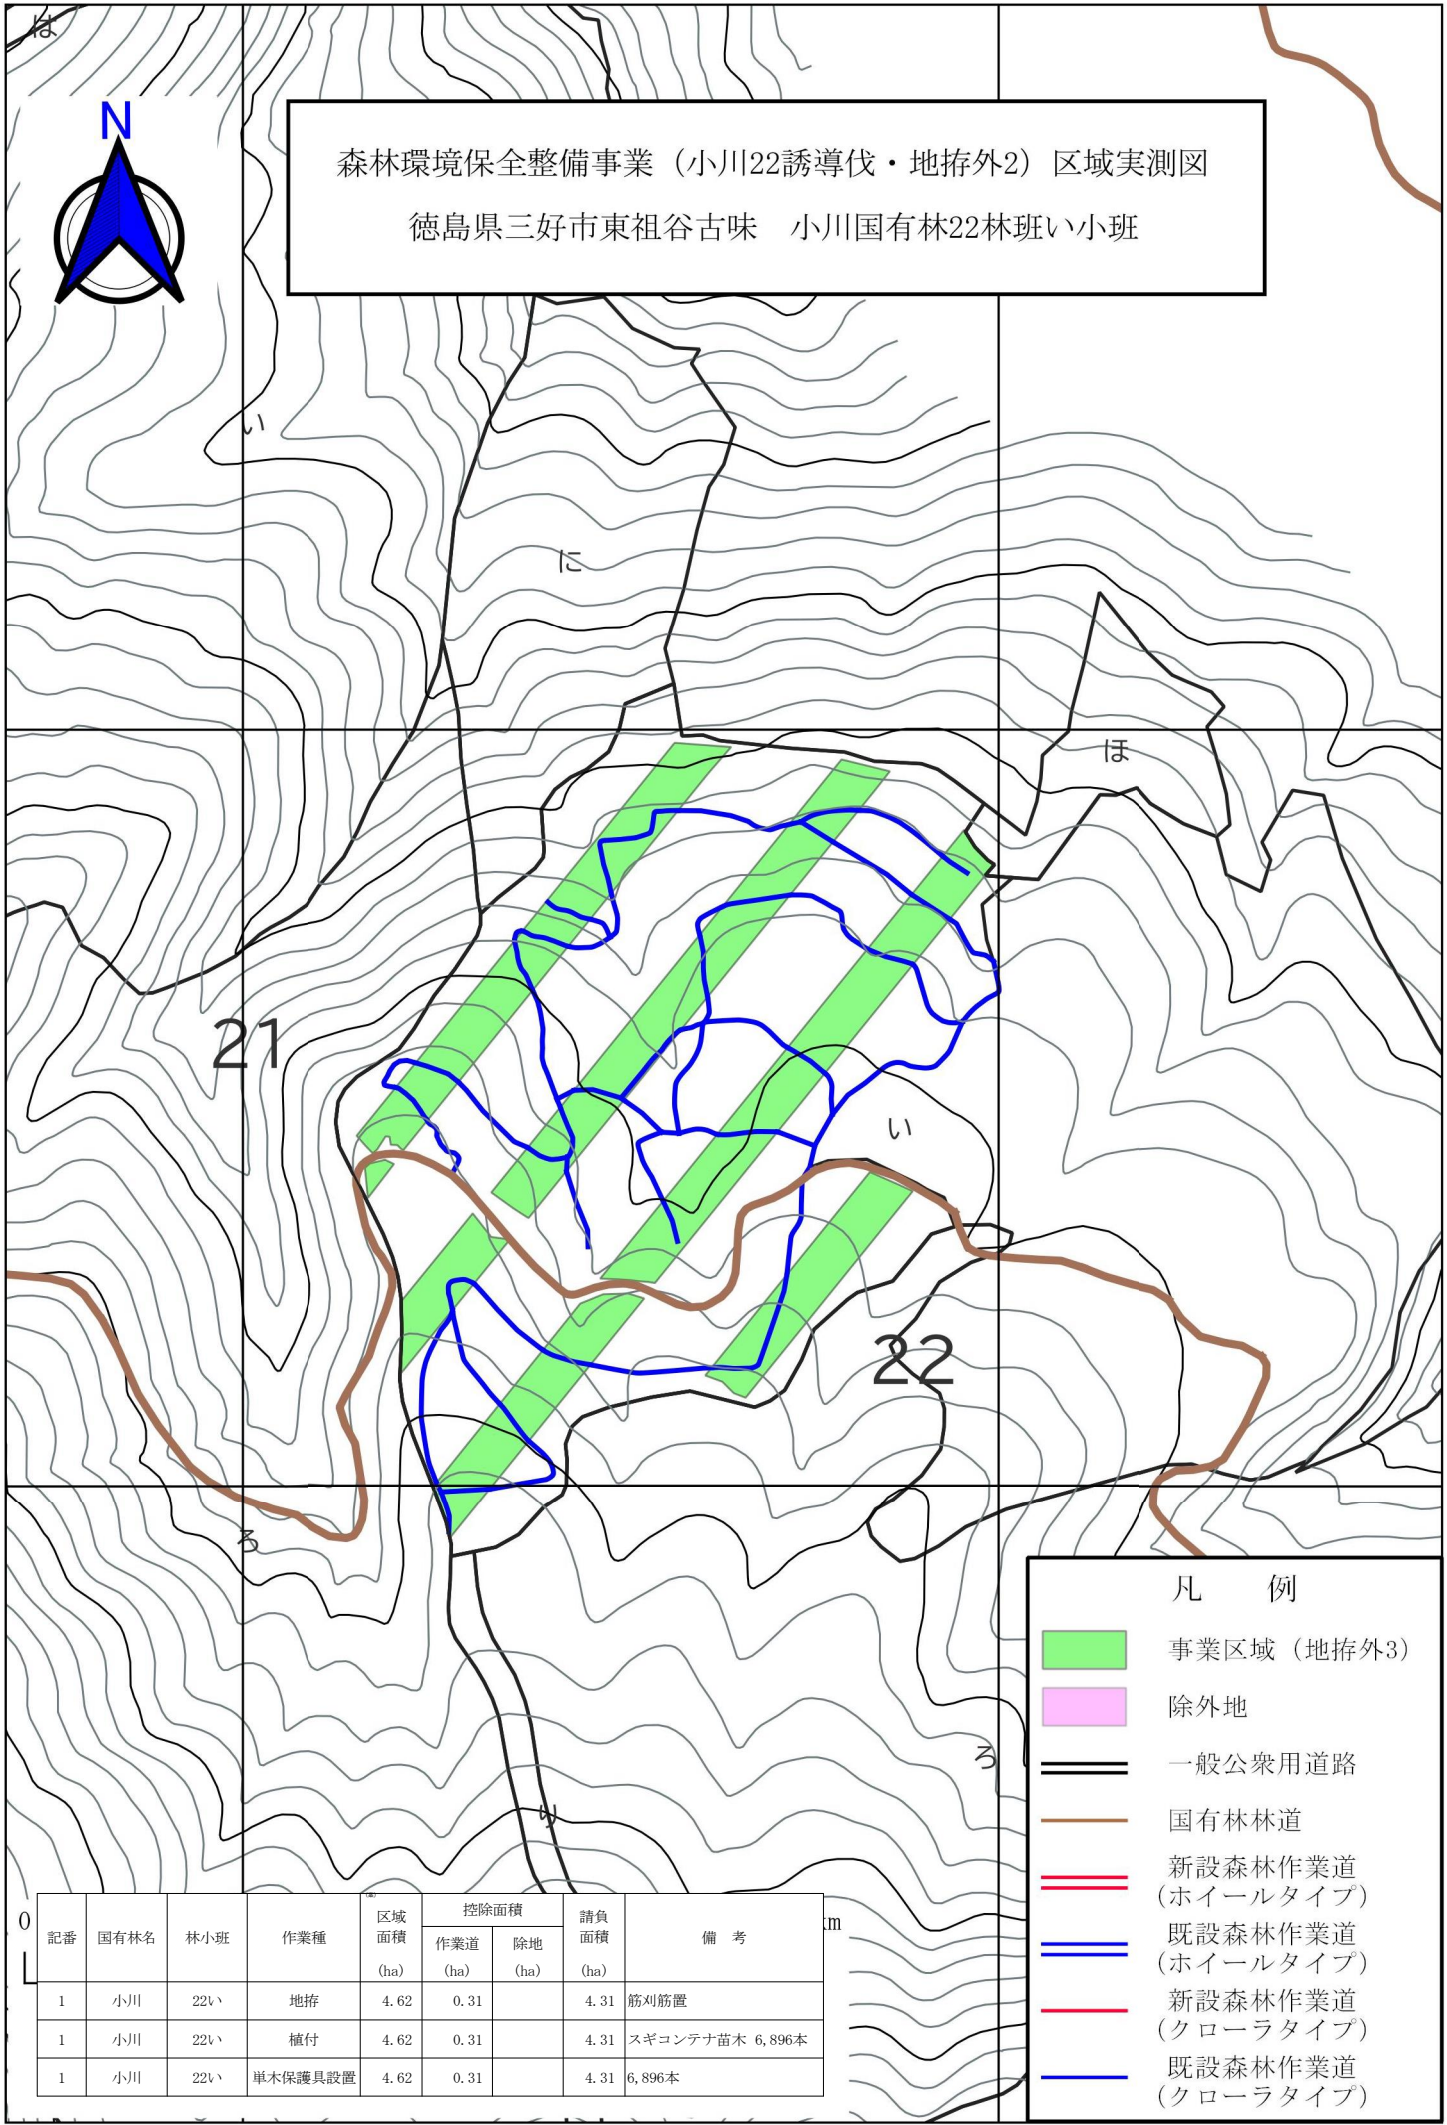 は
N
森林環境保全整備事業（小川22誘導伐・地拵外2）区域実測図
徳島県三好市東祖谷古味　小川国有林22林班い小班
い
に
ほ
21
い
22
ろ
ろ
り
凡　例
事業区域（地拵外3）
除外地
一般公衆用道路
国有林林道
新設森林作業道
（ホイールタイプ）
既設森林作業道
（ホイールタイプ）
新設森林作業道
（クローラタイプ）
既設森林作業道
（クローラタイプ）
0 km
記番 国有林名 林小班 作業種 区域面積(ha) 控除面積 作業道(ha) 除地(ha) 請負面積(ha) 備　考
1 小川 22い 地拵 4.62 0.31 4.31 筋刈筋置
1 小川 22い 植付 4.62 0.31 4.31 スギコンテナ苗木 6,896本
1 小川 22い 単木保護具設置 4.62 0.31 4.31 6,896本